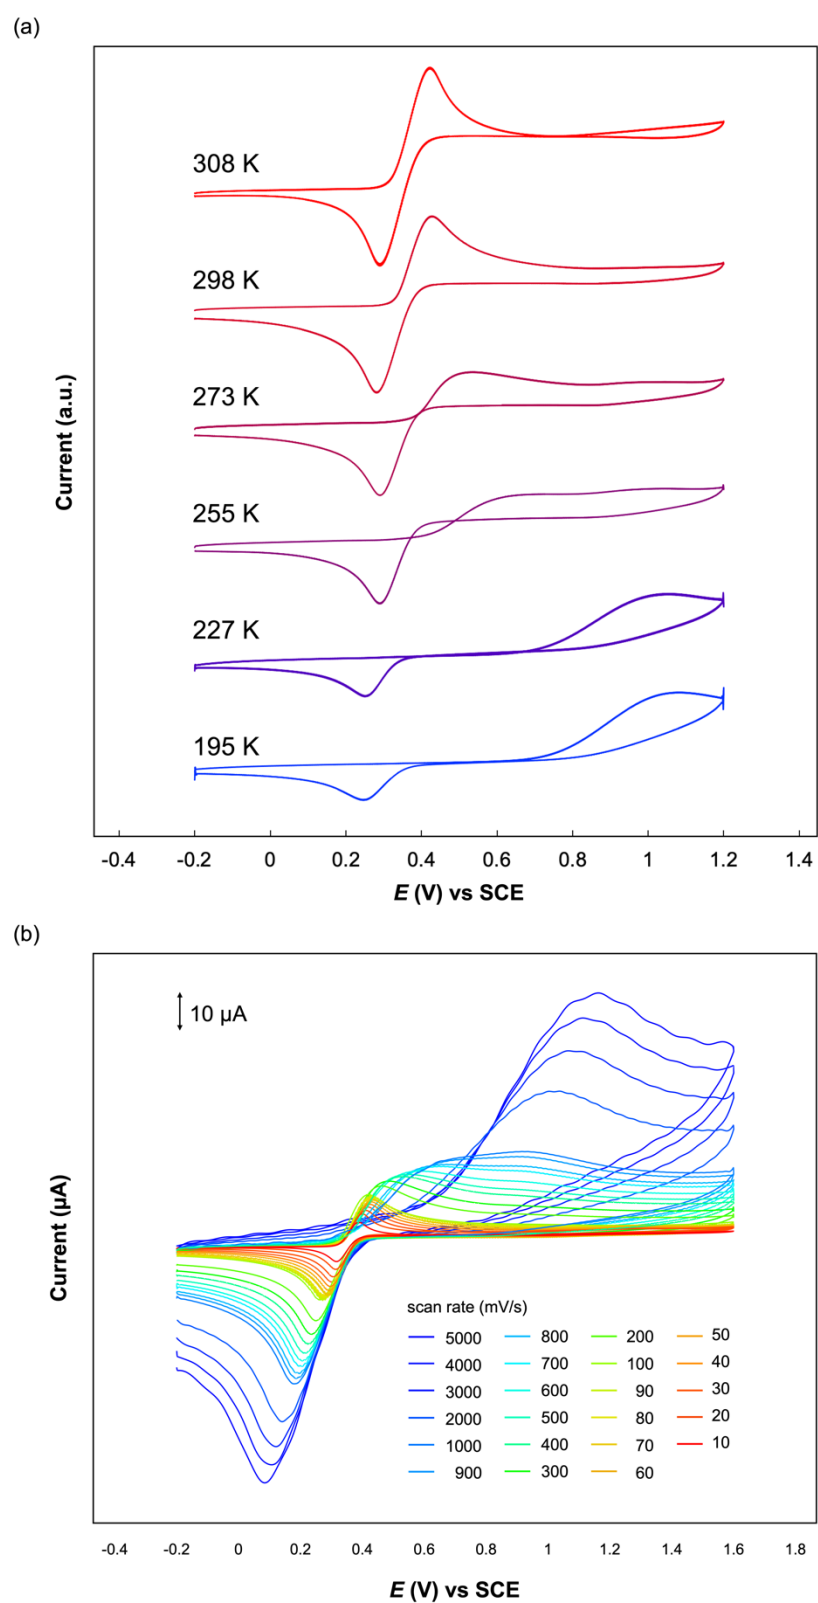 (a)
308 K
298 K
273 K
255 K
227 K
195 K
Current (a.u.)
-0.4 -0.2 0 0.2 0.4 0.6 0.8 1 1.2 1.4
E (V) vs SCE
(b)
10 μA
Current (μA)
scan rate (mV/s)
5000 800 200 50
4000 700 100 40
3000 600 90 30
2000 500 80 20
1000 400 70 10
900 300 60
-0.4 -0.2 0 0.2 0.4 0.6 0.8 1 1.2 1.4 1.6 1.8
E (V) vs SCE